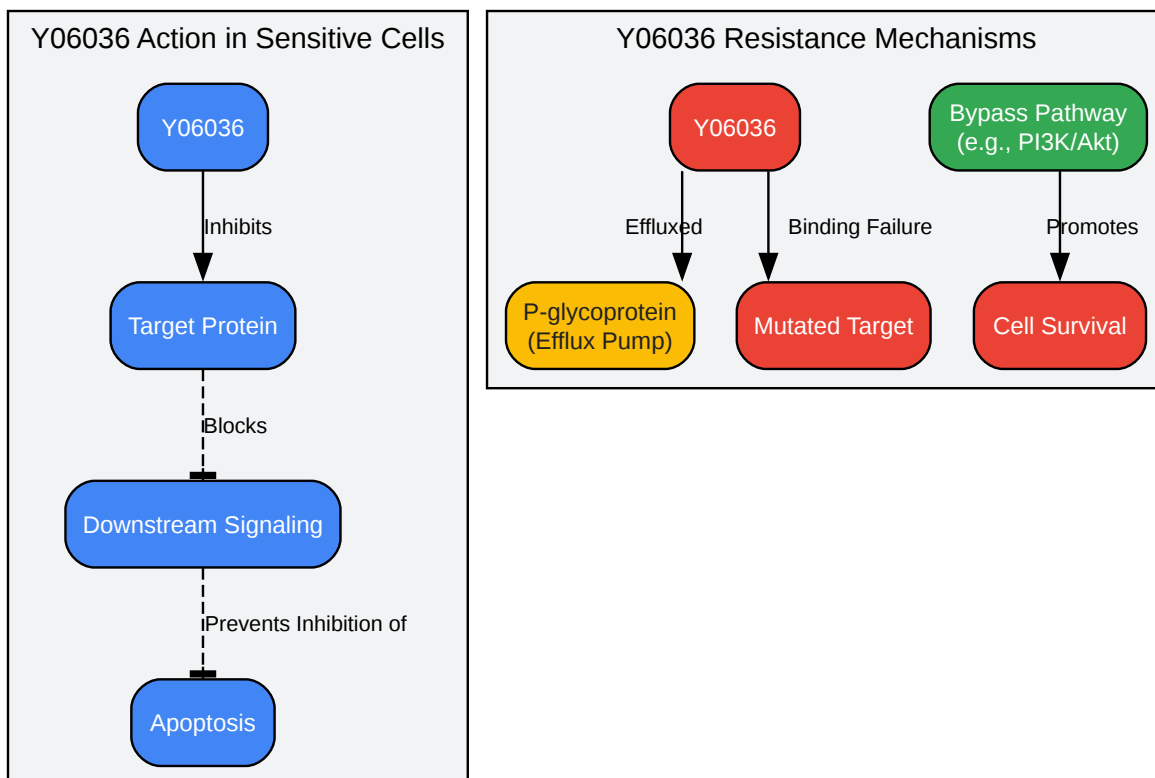 Y06036 Action in Sensitive Cells
Y06036
Inhibits
Target Protein
Blocks
Downstream Signaling
Prevents Inhibition of
Apoptosis
Y06036 Resistance Mechanisms
Y06036
Bypass Pathway
(e.g., PI3K/Akt)
Effluxed
Binding Failure
Promotes
P-glycoprotein
(Efflux Pump)
Mutated Target
Cell Survival